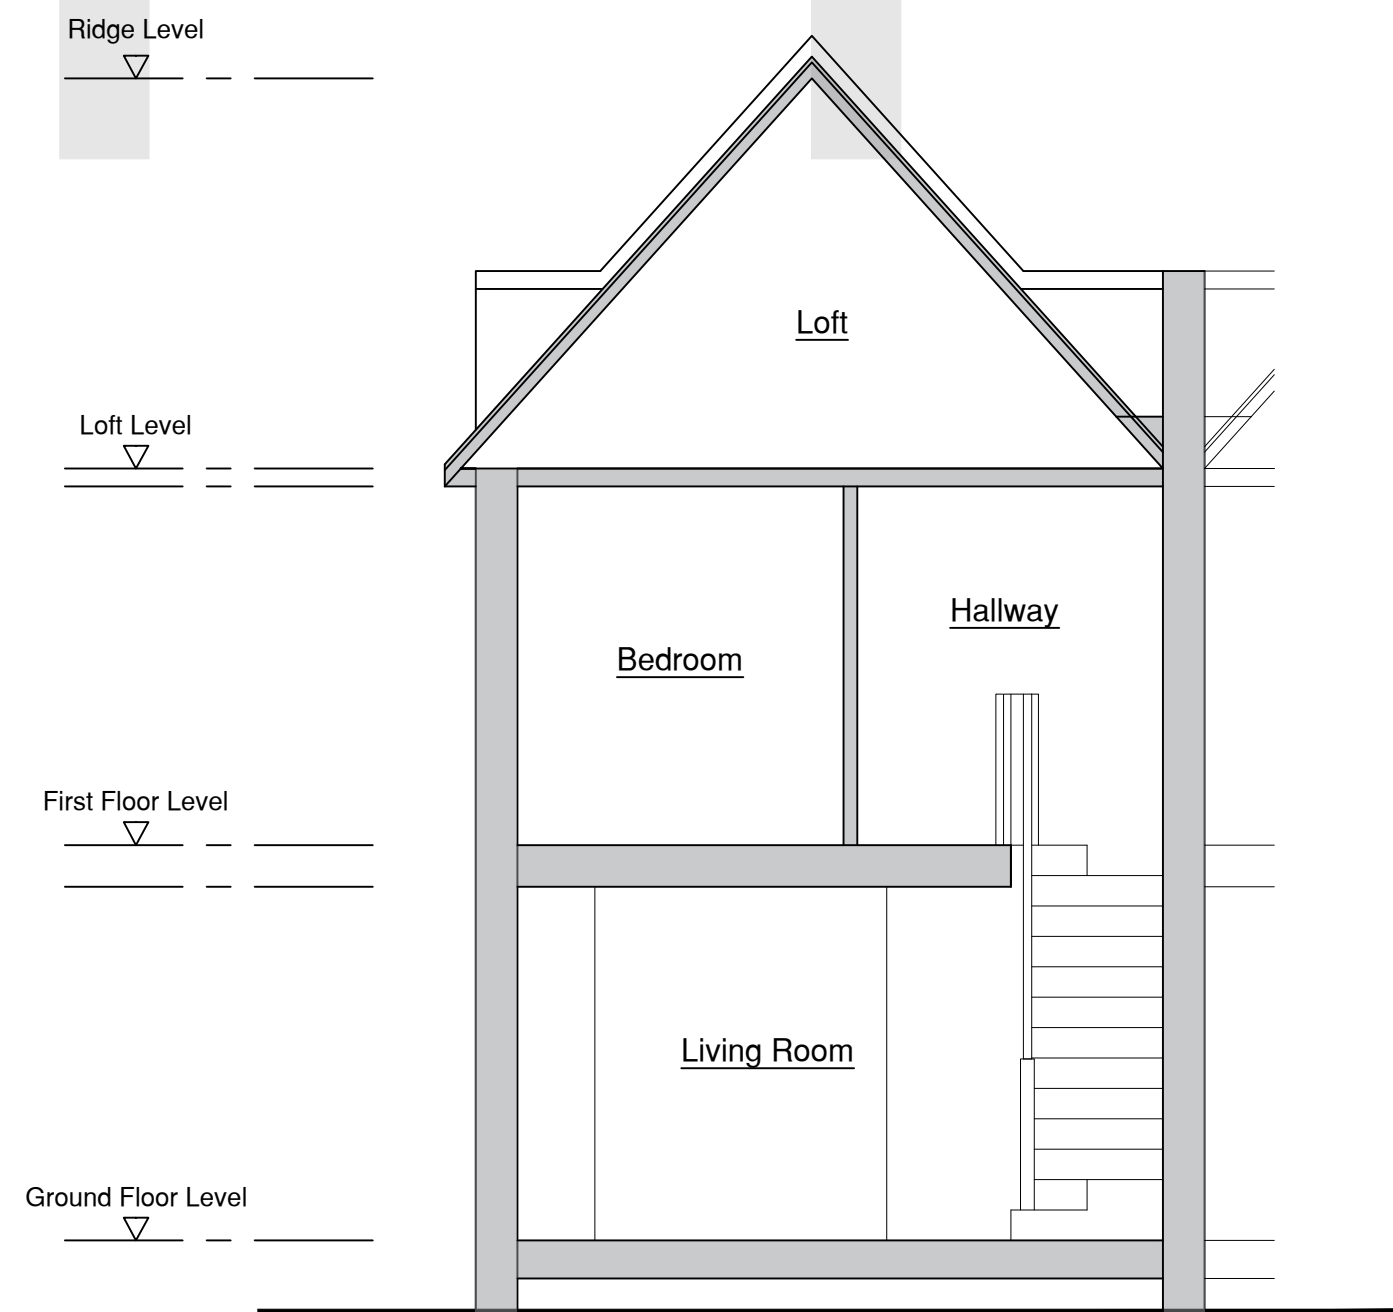 Ridge Level
Loft
Loft Level
Hallway
Bedroom
First Floor Level
Living Room
Ground Floor Level